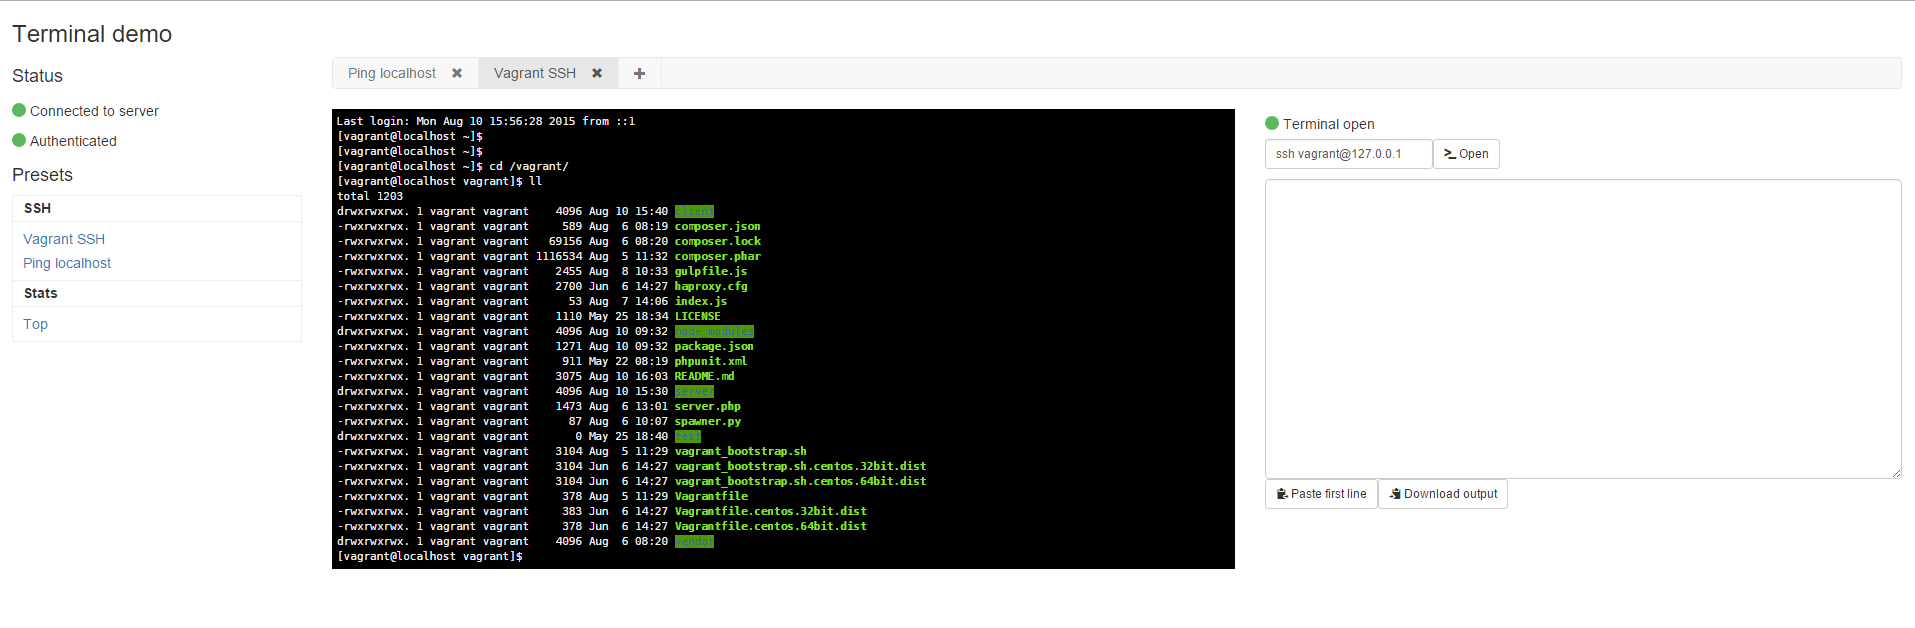 Terminal demo
Status
Connected to server
Authenticated
Presets
SSH
Vagrant SSH
Ping localhost
Stats
Top
Ping localhost ✖ Vagrant SSH ✖ +
Last login: Mon Aug 10 15:56:28 2015 from ::1
[vagrant@localhost ~]$
[vagrant@localhost ~]$
[vagrant@localhost ~]$ cd /vagrant/
[vagrant@localhost vagrant]$ ll
total 1203
drwxrwxrwx. 1 vagrant vagrant    4096 Aug 10 15:40 client
-rwxrwxrwx. 1 vagrant vagrant     589 Aug  6 08:19 composer.json
-rwxrwxrwx. 1 vagrant vagrant   69156 Aug  6 08:20 composer.lock
-rwxrwxrwx. 1 vagrant vagrant 1116534 Aug  5 11:32 composer.phar
-rwxrwxrwx. 1 vagrant vagrant    2455 Aug  8 10:33 gulpfile.js
-rwxrwxrwx. 1 vagrant vagrant    2700 Jun  6 14:27 haproxy.cfg
-rwxrwxrwx. 1 vagrant vagrant      53 Aug  7 14:06 index.js
-rwxrwxrwx. 1 vagrant vagrant    1110 May 25 18:34 LICENSE
drwxrwxrwx. 1 vagrant vagrant    4096 Aug 10 09:32 node_modules
-rwxrwxrwx. 1 vagrant vagrant    1271 Aug 10 09:32 package.json
-rwxrwxrwx. 1 vagrant vagrant     911 May 22 08:19 phpunit.xml
-rwxrwxrwx. 1 vagrant vagrant    3075 Aug 10 16:03 README.md
drwxrwxrwx. 1 vagrant vagrant    4096 Aug 10 15:30 server
-rwxrwxrwx. 1 vagrant vagrant    1473 Aug  6 13:01 server.php
-rwxrwxrwx. 1 vagrant vagrant      87 Aug  6 10:07 spawner.py
drwxrwxrwx. 1 vagrant vagrant       0 May 25 18:40 test
-rwxrwxrwx. 1 vagrant vagrant    3104 Aug  5 11:29 vagrant_bootstrap.sh
-rwxrwxrwx. 1 vagrant vagrant    3104 Jun  6 14:27 vagrant_bootstrap.sh.centos.32bit.dist
-rwxrwxrwx. 1 vagrant vagrant    3104 Jun  6 14:27 vagrant_bootstrap.sh.centos.64bit.dist
-rwxrwxrwx. 1 vagrant vagrant     378 Aug  5 11:29 Vagrantfile
-rwxrwxrwx. 1 vagrant vagrant     383 Jun  6 14:27 Vagrantfile.centos.32bit.dist
-rwxrwxrwx. 1 vagrant vagrant     378 Jun  6 14:27 Vagrantfile.centos.64bit.dist
drwxrwxrwx. 1 vagrant vagrant    4096 Aug  6 08:20 vendor
[vagrant@localhost vagrant]$
Terminal open
ssh vagrant@127.0.0.1 >_ Open
Paste first line Download output